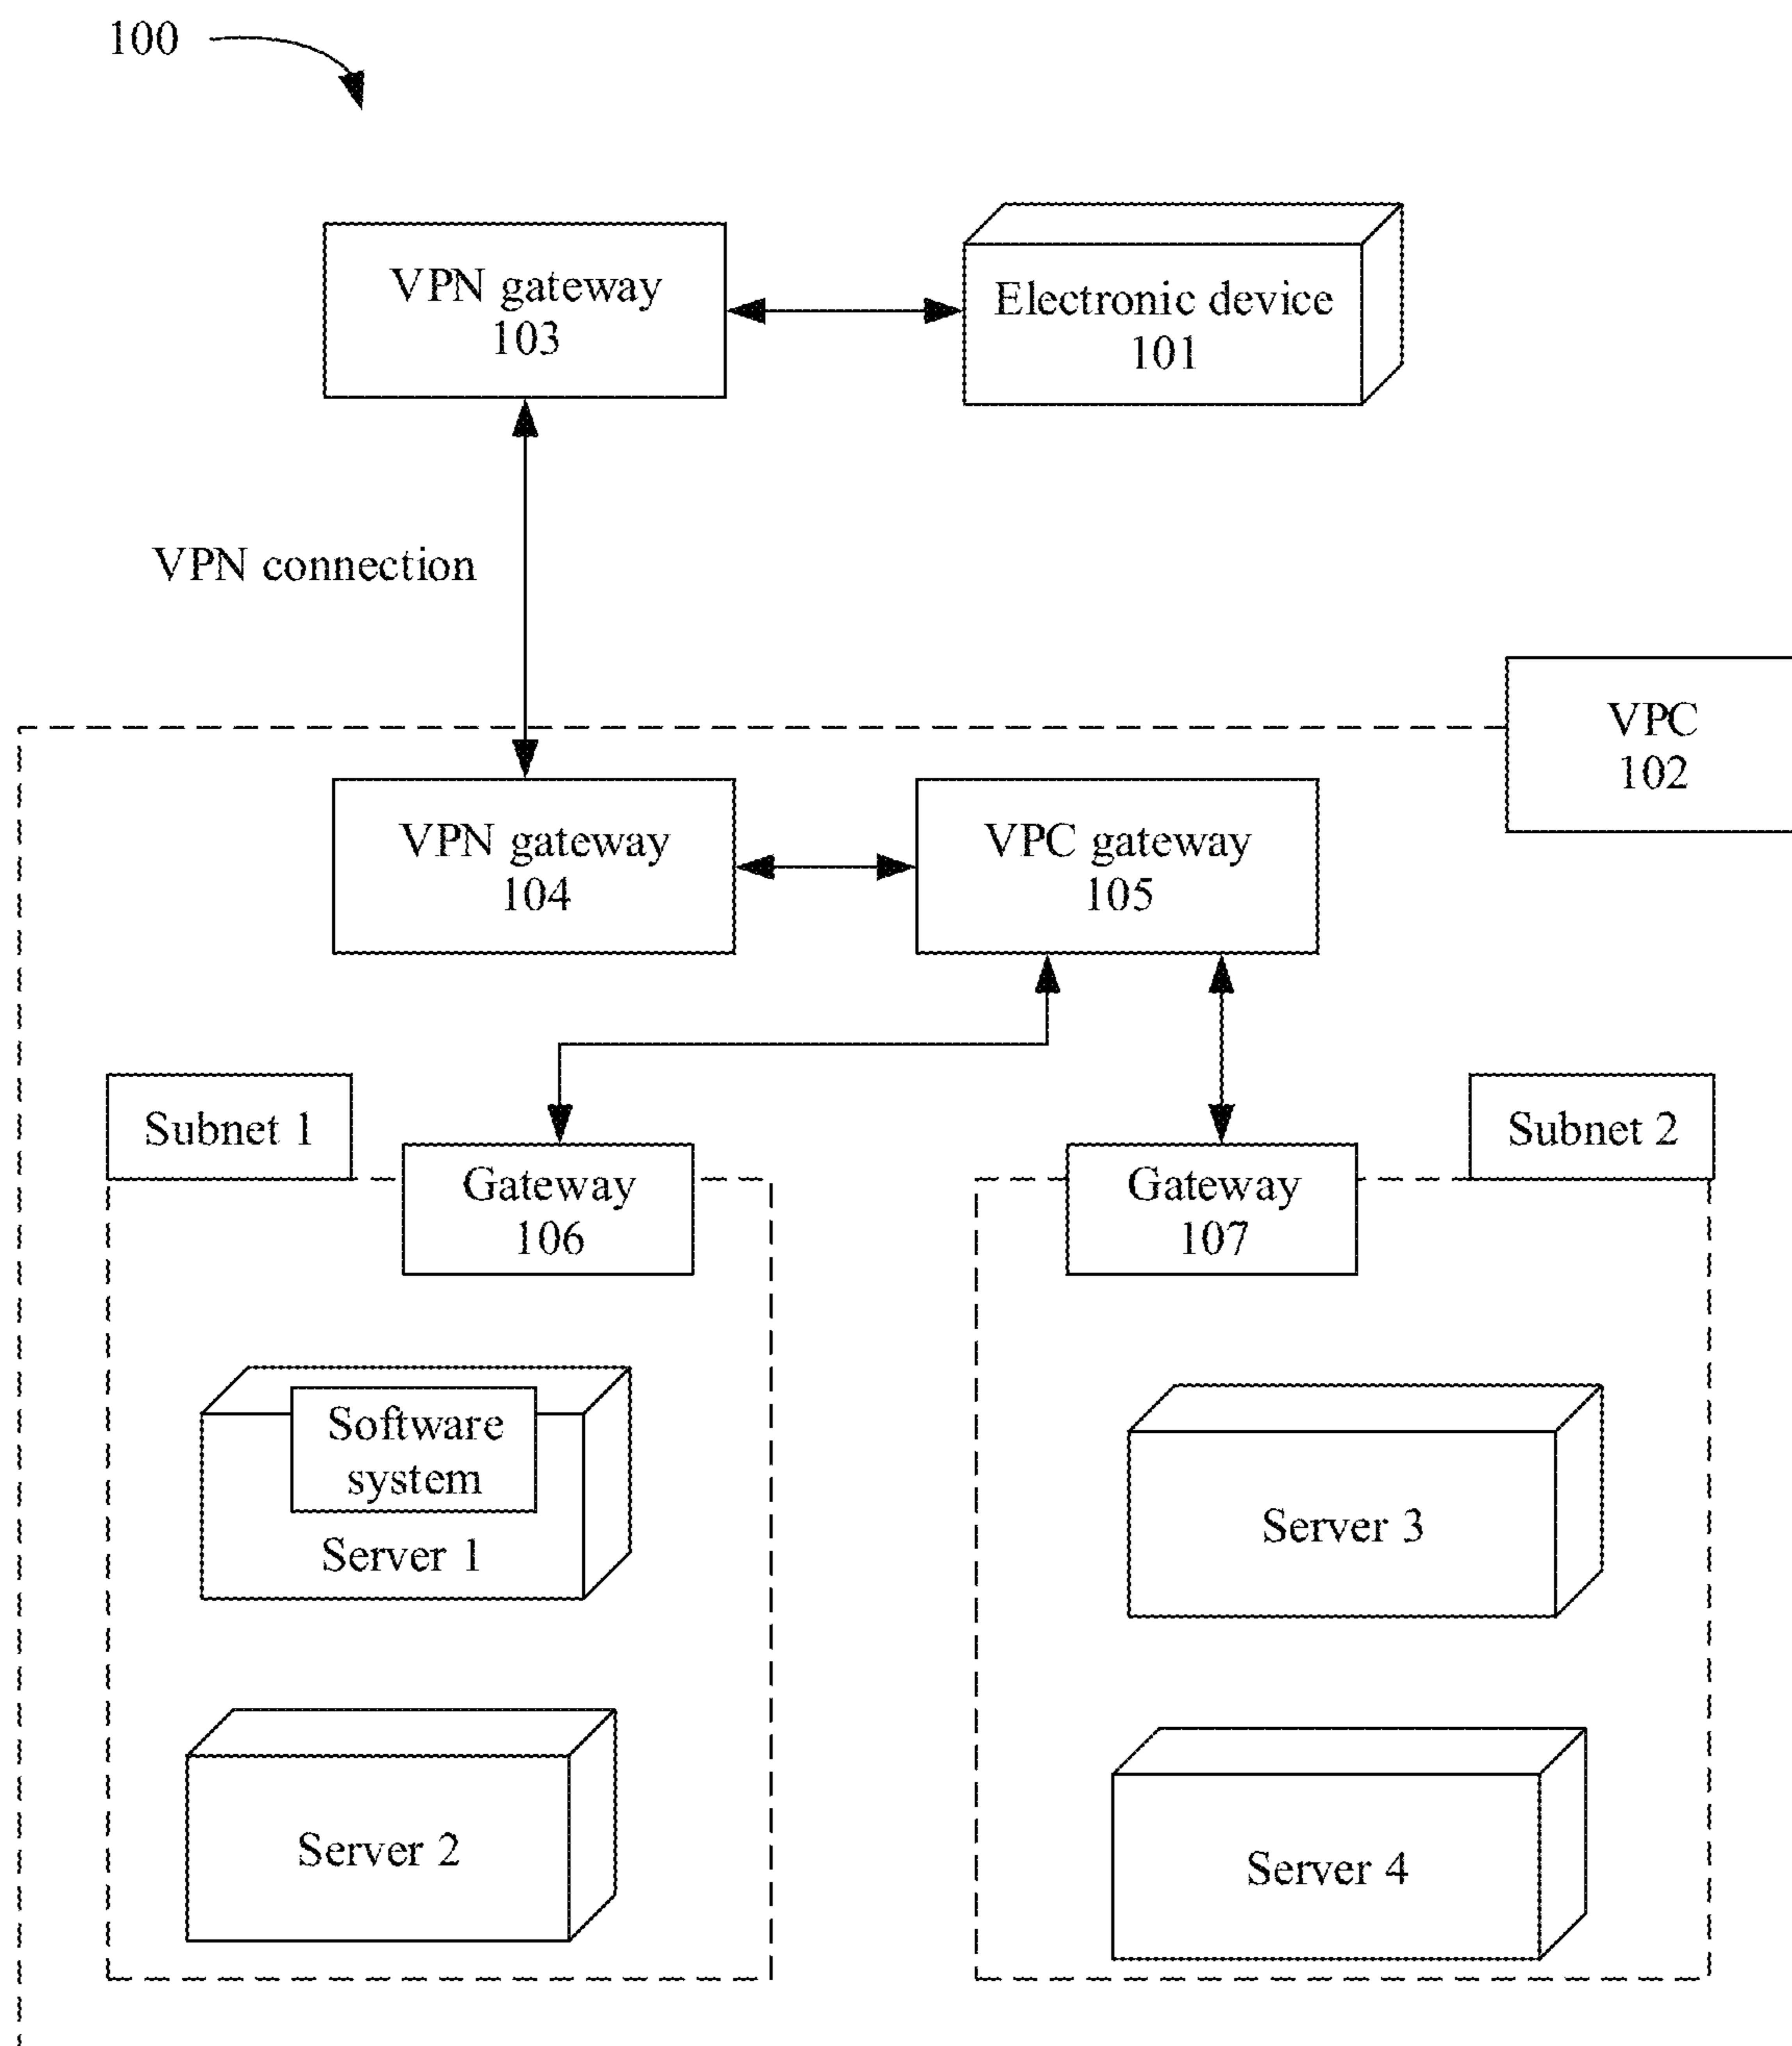 100
VPN gateway
103
Electronic device
101
VPN connection
VPC
102
VPN gateway
104
VPC gateway
105
Subnet 1
Subnet 2
Gateway
106
Gateway
107
Software
system
Server 1
Server 3
Server 2
Server 4